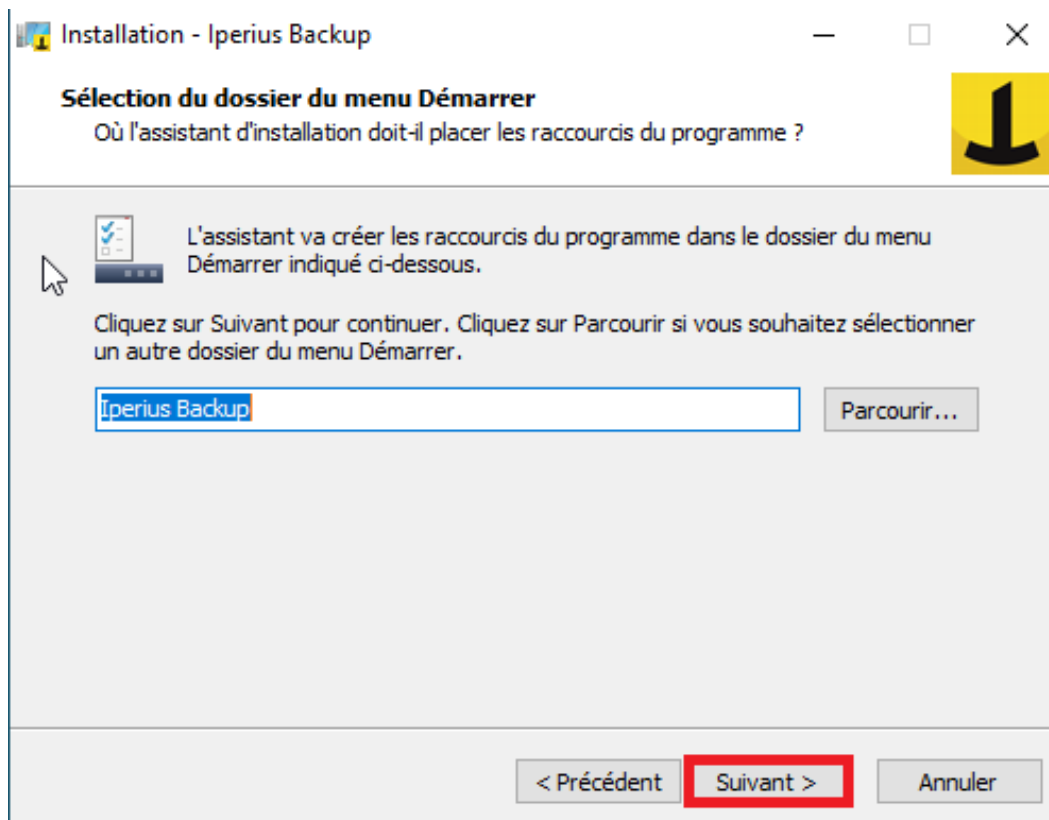 Installation - Iperius Backup
Sélection du dossier du menu Démarrer
Où l'assistant d'installation doit-il placer les raccourcis du programme ?
L'assistant va créer les raccourcis du programme dans le dossier du menu
Démarrer indiqué ci-dessous.
Cliquez sur Suivant pour continuer. Cliquez sur Parcourir si vous souhaitez sélectionner
un autre dossier du menu Démarrer.
Iperius Backup
Parcourir...
< Précédent
Suivant >
Annuler